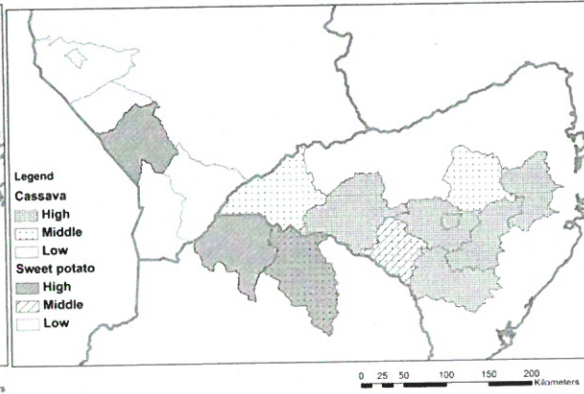 Legend
Cassava
High
Middle
Low
Sweet potato
High
Middle
Low
0 25 50 100 150 200
Kilometers
s